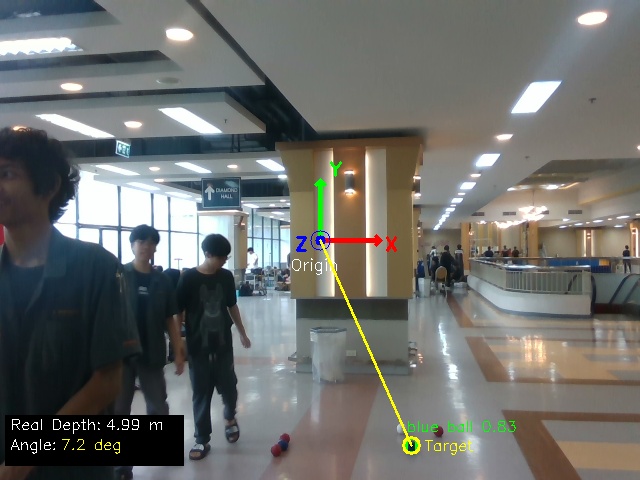 DIAMOND
HALL
Y
Z
X
Origin
blue ball 0.83
Target
Real Depth: 4.99 m
Angle: 7.2 deg